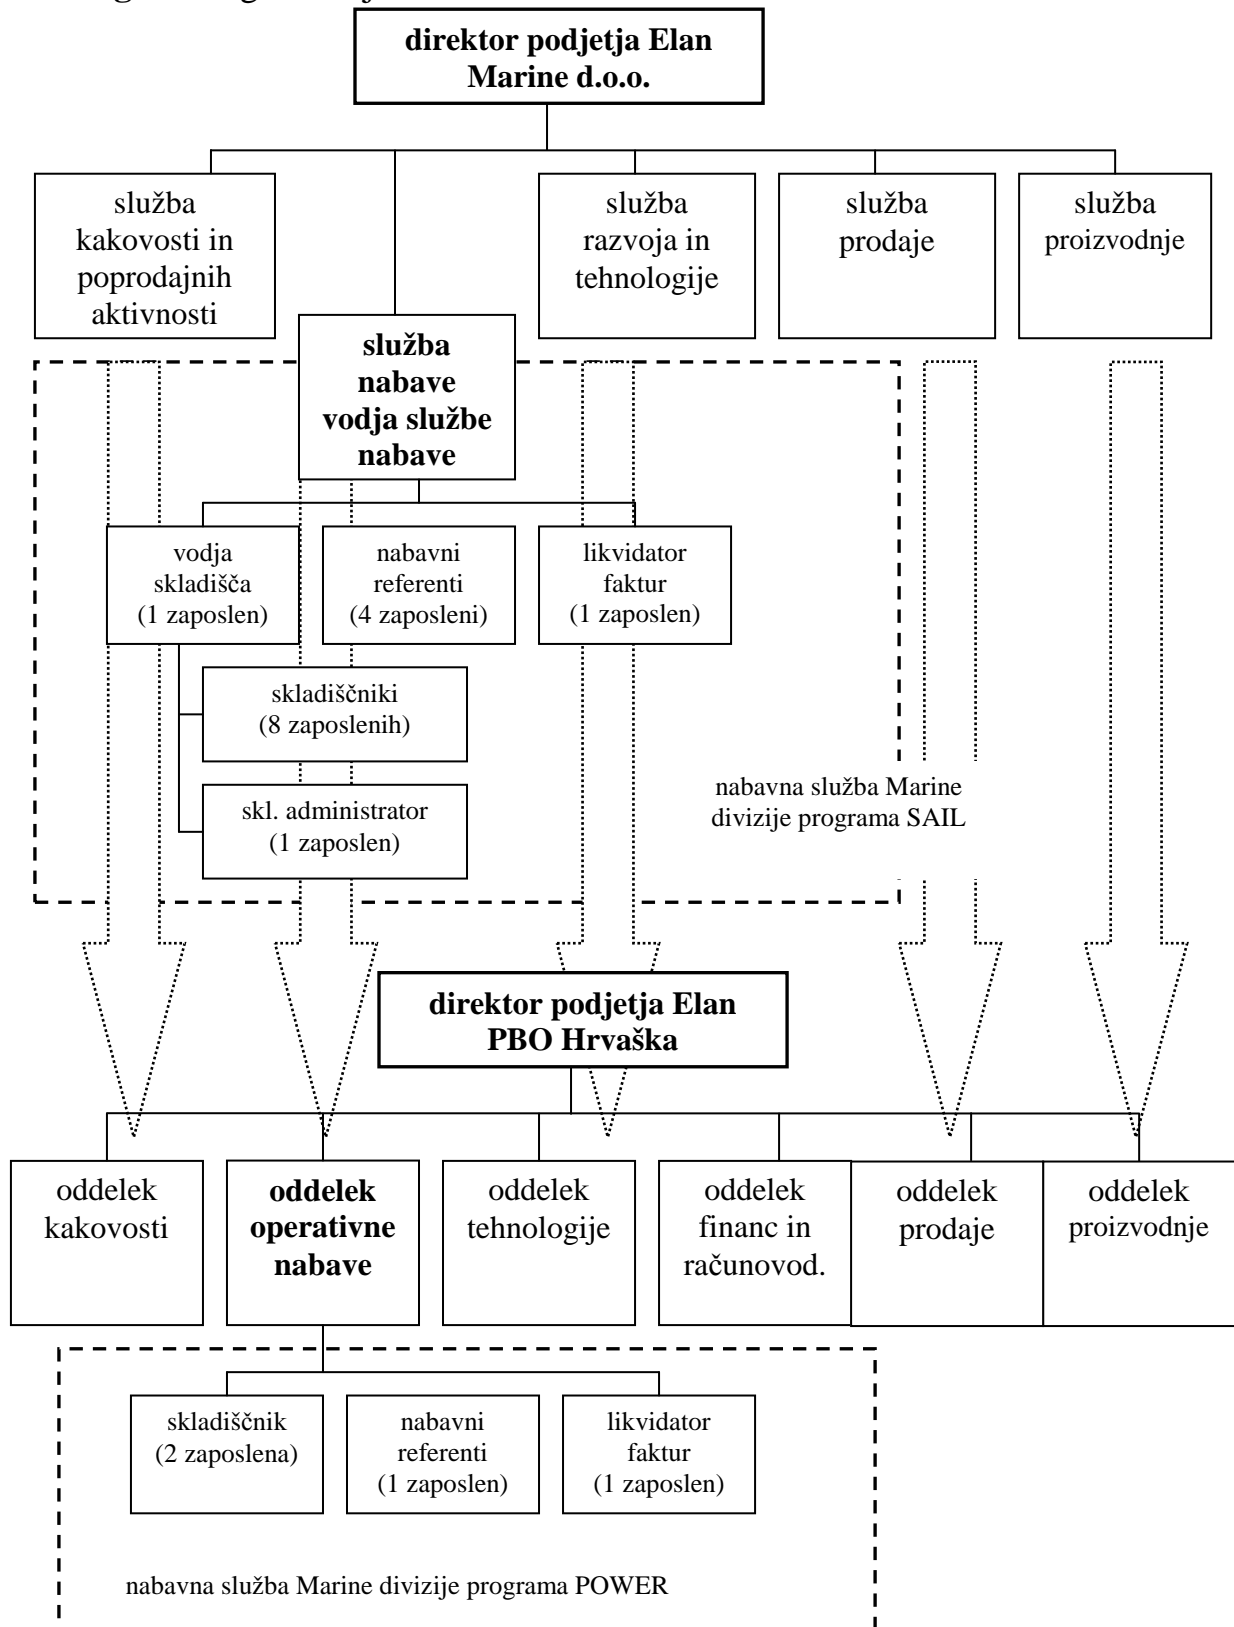 direktor podjetja Elan
Marine d.o.o.
služba
kakovosti in
poprodajnih
aktivnosti
služba
nabave
vodja službe
nabave
služba
razvoja in
tehnologije
služba
prodaje
služba
proizvodnje
vodja
skladišča
(1 zaposlen)
nabavni
referenti
(4 zaposleni)
likvidator
faktur
(1 zaposlen)
skladiščniki
(8 zaposlenih)
skl. administrator
(1 zaposlen)
nabavna služba Marine
divizije programa SAIL
direktor podjetja Elan
PBO Hrvaška
oddelek
kakovosti
oddelek
operativne
nabave
oddelek
tehnologije
oddelek
financ in
računovod.
oddelek
prodaje
oddelek
proizvodnje
skladiščnik
(2 zaposlena)
nabavni
referenti
(1 zaposlen)
likvidator
faktur
(1 zaposlen)
nabavna služba Marine divizije programa POWER